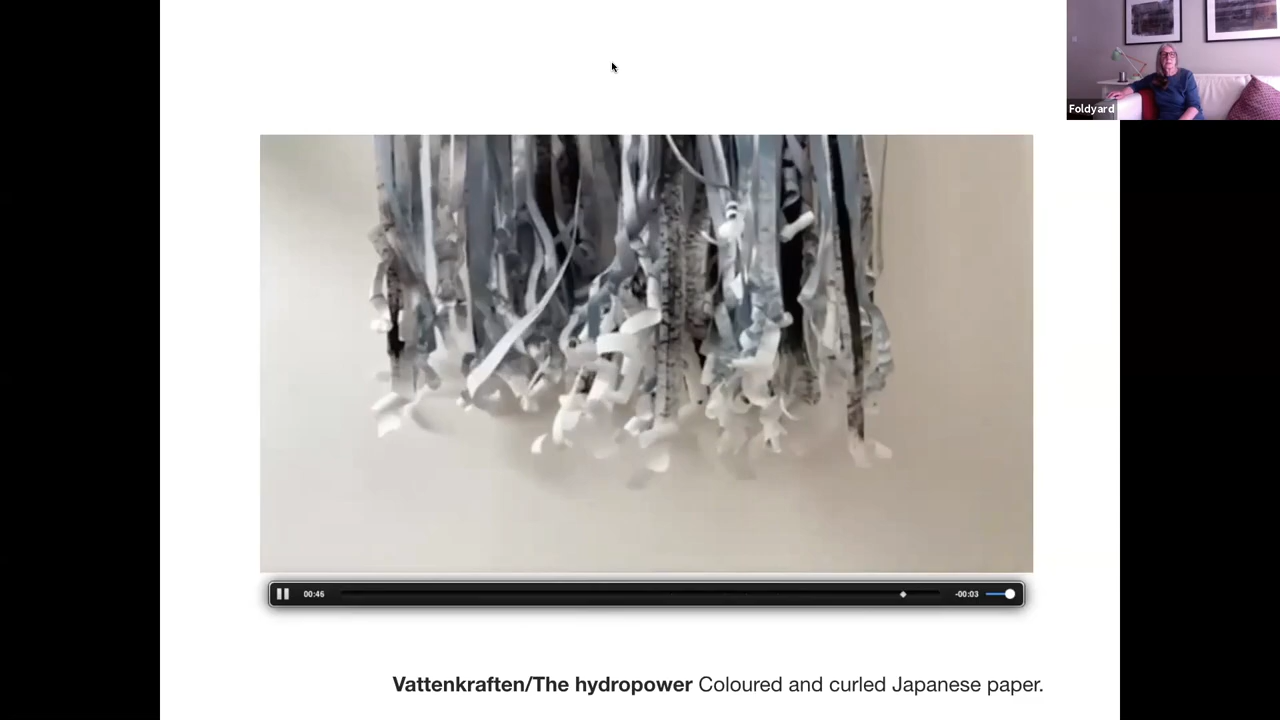 Foldyard
00:46
-00:03
Vattenkraften/The hydropower Coloured and curled Japanese paper.